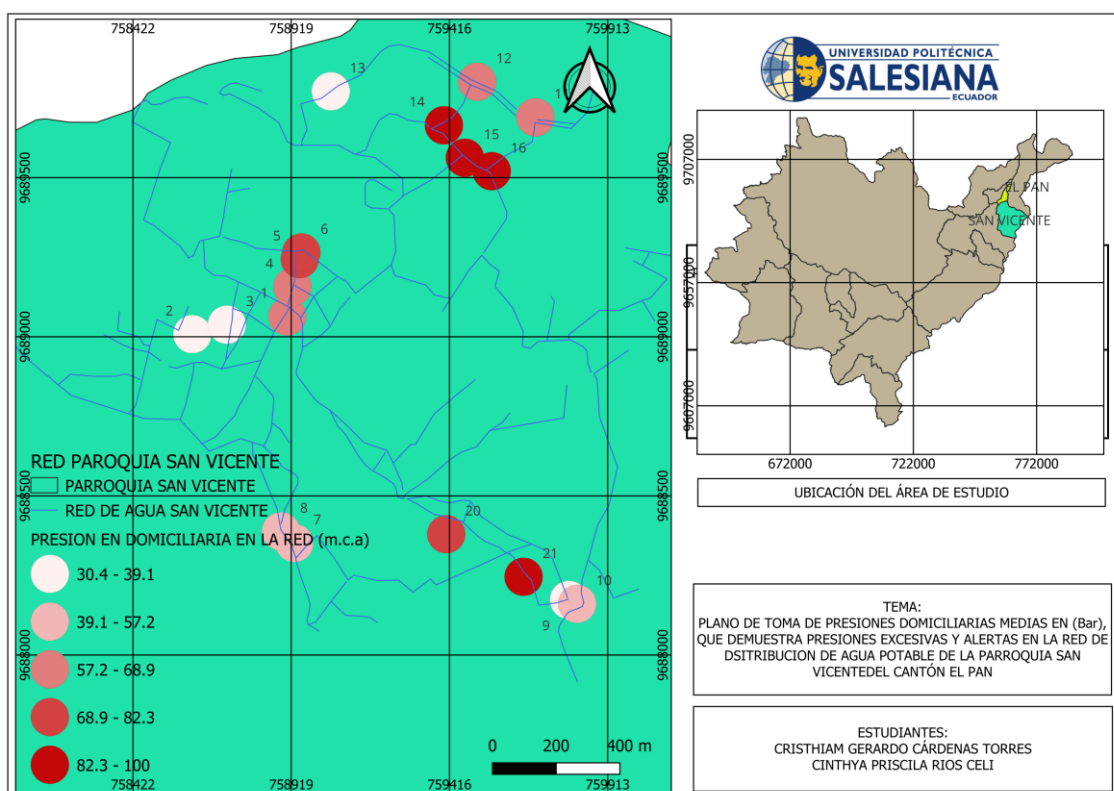 758422
758919
759416
759913
13
12
1
14
15
16
9689500
5
6
4
1
3
2
9689000
RED PAROQUIA SAN VICENTE
PARROQUIA SAN VICENTE
RED DE AGUA SAN VICENTE
PRESION EN DOMICILIARIA EN LA RED (m.c.a)
30.4 - 39.1
39.1 - 57.2
57.2 - 68.9
68.9 - 82.3
82.3 - 100
9688500
8
7
20
21
10
9
9688000
0 200 400 m
758422
758919
759416
759913
9689500
9689000
9688500
9688000
UNIVERSIDAD POLITÉCNICA
SALESIANA
ECUADOR
9707000
9657000
9607000
EL PAN
SAN VICENTE
672000
722000
772000
UBICACIÓN DEL ÁREA DE ESTUDIO
TEMA:
PLANO DE TOMA DE PRESIONES DOMICILIARIAS MEDIAS EN (Bar),
QUE DEMUESTRA PRESIONES EXCESIVAS Y ALERTAS EN LA RED DE
DSITRIBUCION DE AGUA POTABLE DE LA PARROQUIA SAN
VICENTEDEL CANTÓN EL PAN
ESTUDIANTES:
CRISTHIAM GERARDO CÁRDENAS TORRES
CINTHYA PRISCILA RIOS CELI